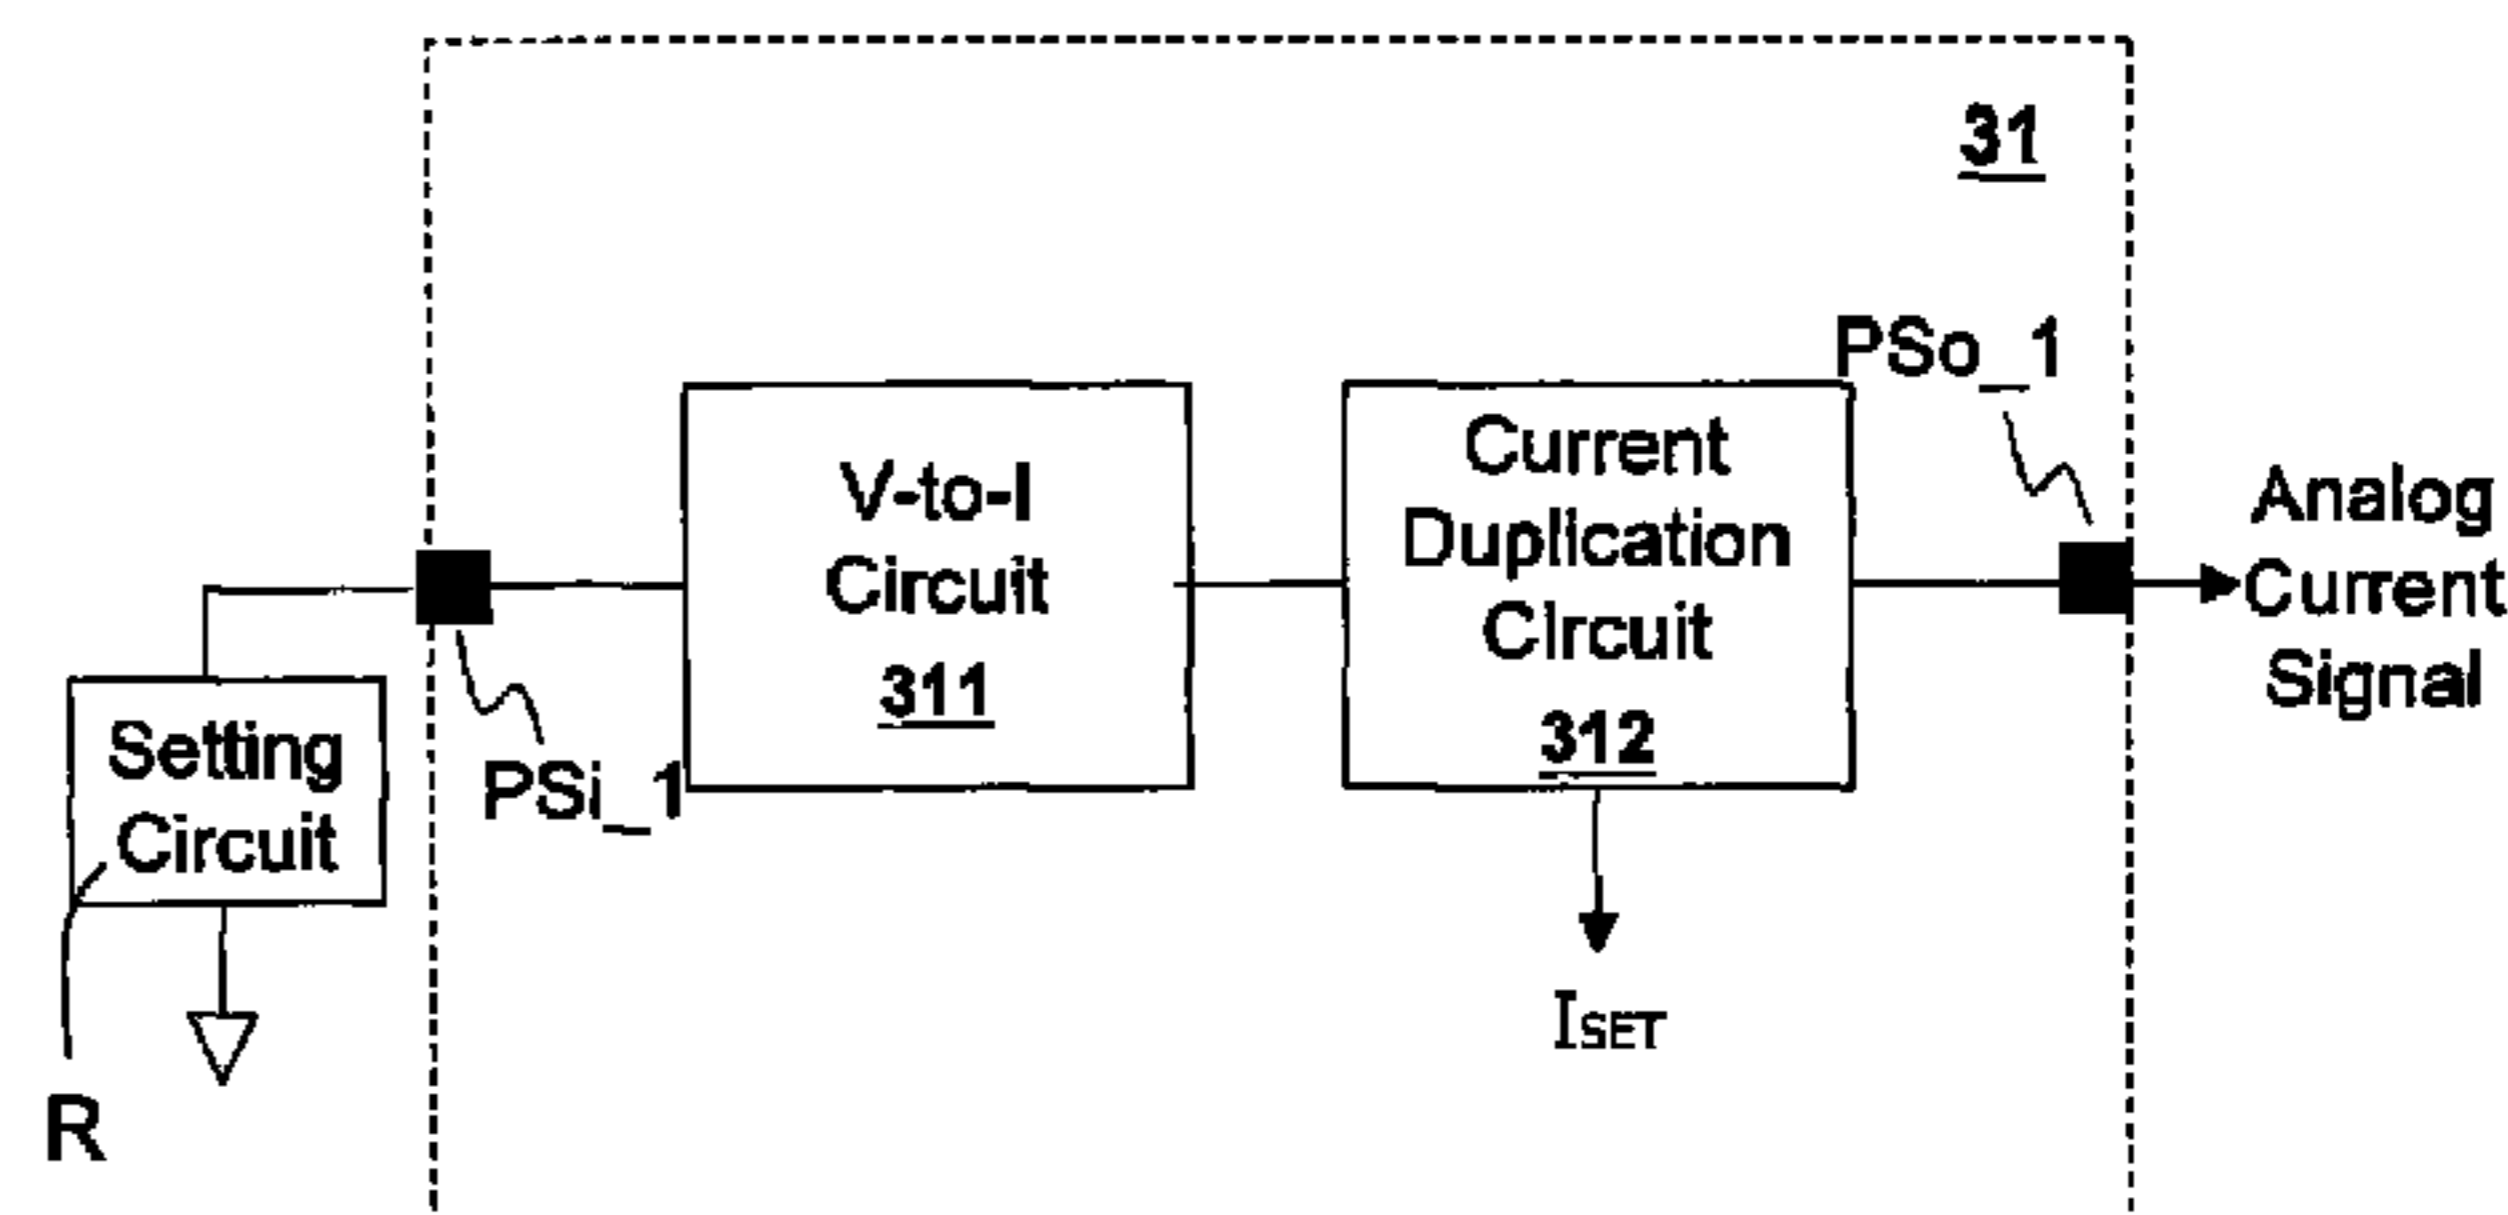 31
PSo_1
V-to-I
Circuit
311
Current
Duplication
Circuit
312
Analog
Current
Signal
Setting
Circuit
PSi_1
ISET
R